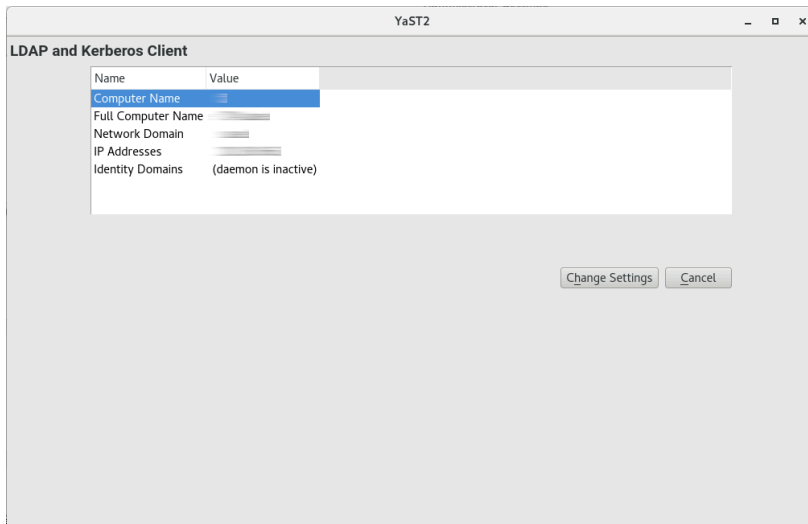 YaST2
LDAP and Kerberos Client
Name Value
Computer Name
Full Computer Name
Network Domain
IP Addresses
Identity Domains (daemon is inactive)
Change Settings Cancel